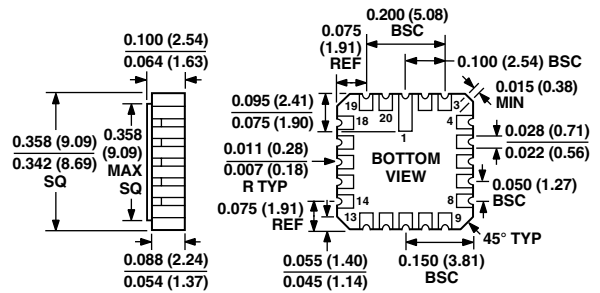 0.100 (2.54)
0.064 (1.63)
0.358 (9.09)
0.342 (8.69)
SQ
0.358
(9.09)
MAX
SQ
0.088 (2.24)
0.054 (1.37)
0.200 (5.08)
BSC
0.075
(1.91)
REF
0.100 (2.54) BSC
0.015 (0.38)
MIN
0.095 (2.41)
0.075 (1.90)
19
18
20
1
3
4
0.028 (0.71)
0.022 (0.56)
0.011 (0.28)
0.007 (0.18)
R TYP
BOTTOM
VIEW
0.050 (1.27)
BSC
0.075 (1.91)
REF
14
13
8
9
45° TYP
0.055 (1.40)
0.045 (1.14)
0.150 (3.81)
BSC